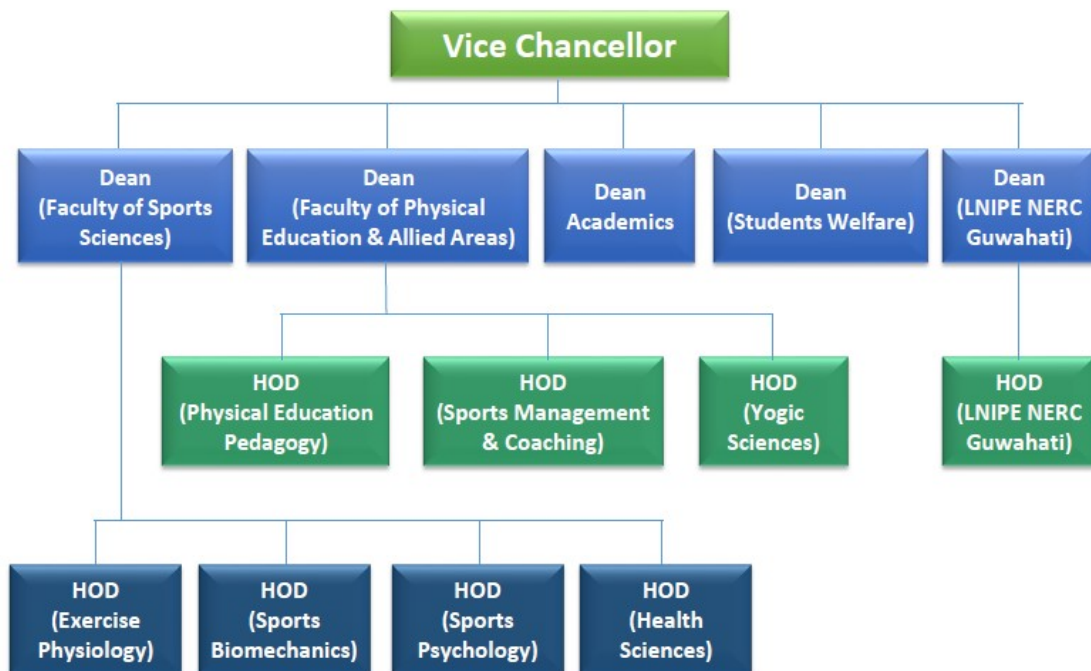 Vice Chancellor
Dean
(Faculty of Sports
Sciences)
Dean
(Faculty of Physical
Education & Allied Areas)
Dean
Academics
Dean
(Students Welfare)
Dean
(LNIPE NERC
Guwahati)
HOD
(Physical Education
Pedagogy)
HOD
(Sports Management
& Coaching)
HOD
(Yogic
Sciences)
HOD
(LNIPE NERC
Guwahati)
HOD
(Exercise
Physiology)
HOD
(Sports
Biomechanics)
HOD
(Sports
Psychology)
HOD
(Health
Sciences)